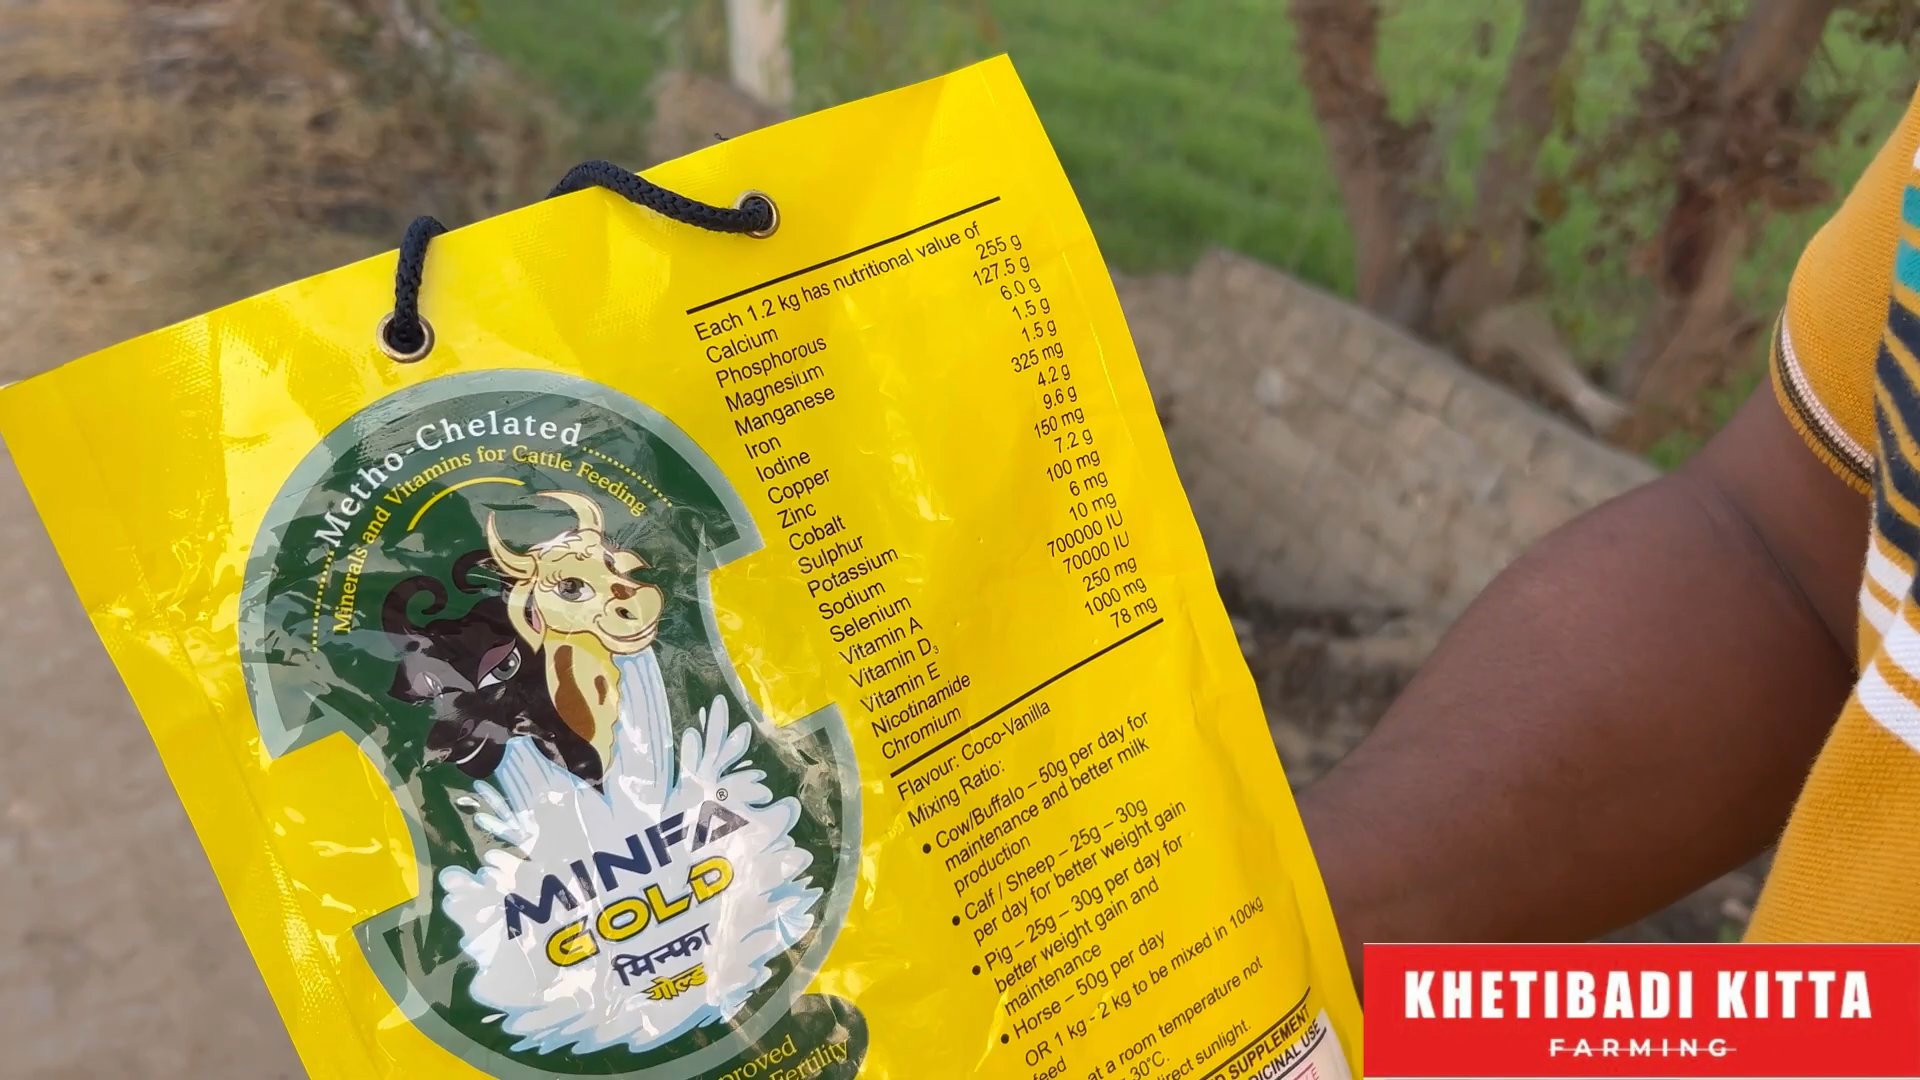 Metho-Chelated
Minerals and Vitamins for Cattle Feeding
MINFA®
GOLD
मिन्फा
गोल्ड
Fertility
Each 1.2 kg has nutritional value of
Calcium 255 g
Phosphorous 127.5 g
Magnesium 6.0 g
Manganese 1.5 g
Iron 1.5 g
Iodine 325 mg
Copper 4.2 g
Zinc 9.6 g
Cobalt 150 mg
Sulphur 7.2 g
Potassium 100 mg
Sodium 6 mg
Selenium 10 mg
Vitamin A 700000 IU
Vitamin D₃ 70000 IU
Vitamin E 250 mg
Nicotinamide 1000 mg
Chromium 78 mg
Flavour: Coco-Vanilla
Mixing Ratio:
• Cow/Buffalo – 50g per day for
maintenance and better milk
production
• Calf / Sheep – 25g – 30g
per day for better weight gain
• Pig – 25g – 30g per day for
better weight gain and
maintenance
• Horse – 50g per day
OR 1 kg - 2 kg to be mixed in 100kg
feed
at a room temperature not
30°C.
direct sunlight.
SUPPLEMENT
USE
KHETIBADI KITTA
FARMING